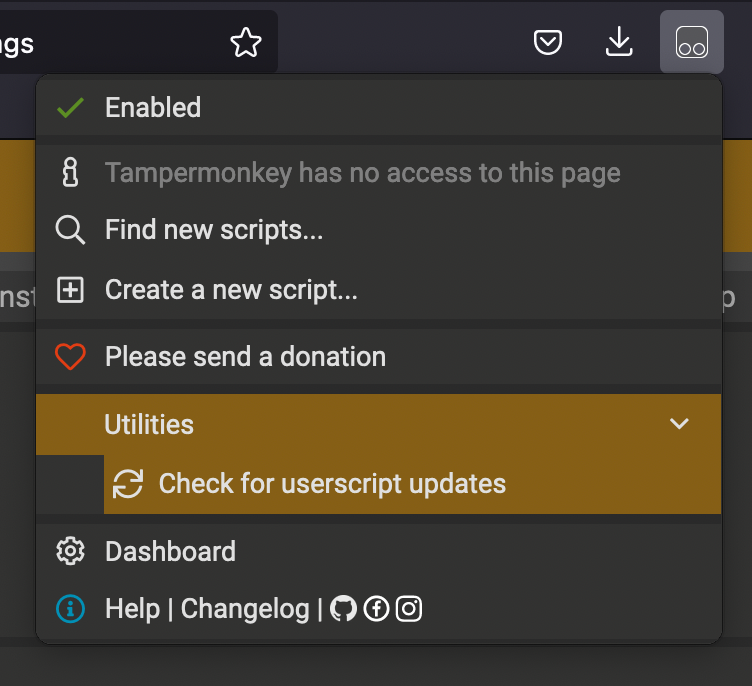 ngs
Enabled
Tampermonkey has no access to this page
Find new scripts...
Create a new script...
Please send a donation
Utilities
Check for userscript updates
Dashboard
Help | Changelog |